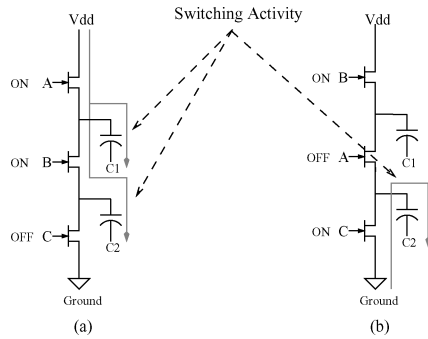 Switching Activity
Vdd
ON A
C1
ON B
C2
OFF C
Ground
(a)
Vdd
ON B
C1
OFF A
C2
ON C
Ground
(b)